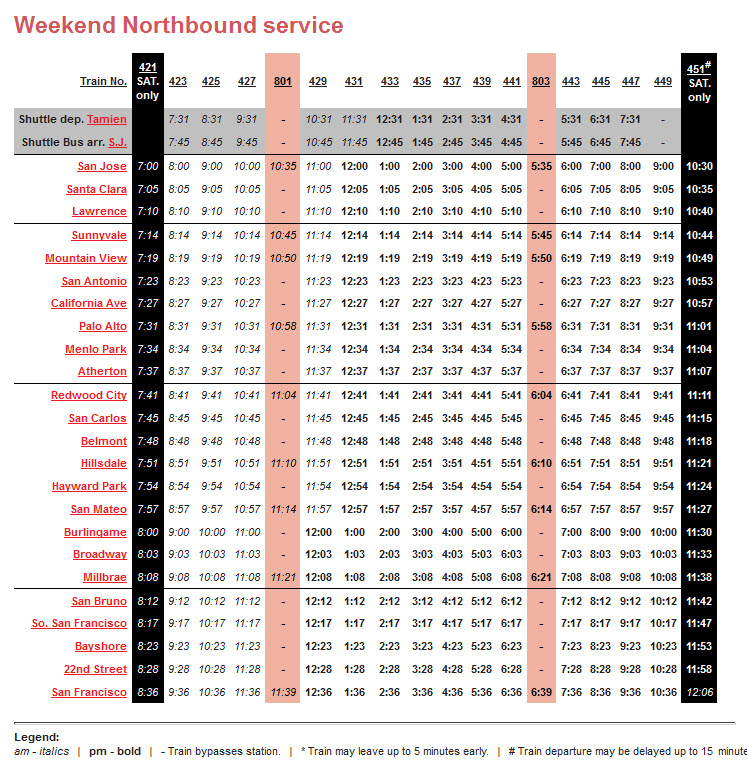 Weekend Northbound service
Train No. 421 SAT. only 423 425 427 801 429 431 433 435 437 439 441 803 443 445 447 449 451# SAT. only
Shuttle dep. Tamien 7:31 8:31 9:31 - 10:31 11:31 12:31 1:31 2:31 3:31 4:31 - 5:31 6:31 7:31 -
Shuttle Bus arr. S.J. 7:45 8:45 9:45 - 10:45 11:45 12:45 1:45 2:45 3:45 4:45 - 5:45 6:45 7:45 -
San Jose 7:00 8:00 9:00 10:00 10:35 11:00 12:00 1:00 2:00 3:00 4:00 5:00 5:35 6:00 7:00 8:00 9:00 10:30
Santa Clara 7:05 8:05 9:05 10:05 - 11:05 12:05 1:05 2:05 3:05 4:05 5:05 - 6:05 7:05 8:05 9:05 10:35
Lawrence 7:10 8:10 9:10 10:10 - 11:10 12:10 1:10 2:10 3:10 4:10 5:10 - 6:10 7:10 8:10 9:10 10:40
Sunnyvale 7:14 8:14 9:14 10:14 10:45 11:14 12:14 1:14 2:14 3:14 4:14 5:14 5:45 6:14 7:14 8:14 9:14 10:44
Mountain View 7:19 8:19 9:19 10:19 10:50 11:19 12:19 1:19 2:19 3:19 4:19 5:19 5:50 6:19 7:19 8:19 9:19 10:49
San Antonio 7:23 8:23 9:23 10:23 - 11:23 12:23 1:23 2:23 3:23 4:23 5:23 - 6:23 7:23 8:23 9:23 10:53
California Ave 7:27 8:27 9:27 10:27 - 11:27 12:27 1:27 2:27 3:27 4:27 5:27 - 6:27 7:27 8:27 9:27 10:57
Palo Alto 7:31 8:31 9:31 10:31 10:58 11:31 12:31 1:31 2:31 3:31 4:31 5:31 5:58 6:31 7:31 8:31 9:31 11:01
Menlo Park 7:34 8:34 9:34 10:34 - 11:34 12:34 1:34 2:34 3:34 4:34 5:34 - 6:34 7:34 8:34 9:34 11:04
Atherton 7:37 8:37 9:37 10:37 - 11:37 12:37 1:37 2:37 3:37 4:37 5:37 - 6:37 7:37 8:37 9:37 11:07
Redwood City 7:41 8:41 9:41 10:41 11:04 11:41 12:41 1:41 2:41 3:41 4:41 5:41 6:04 6:41 7:41 8:41 9:41 11:11
San Carlos 7:45 8:45 9:45 10:45 - 11:45 12:45 1:45 2:45 3:45 4:45 5:45 - 6:45 7:45 8:45 9:45 11:15
Belmont 7:48 8:48 9:48 10:48 - 11:48 12:48 1:48 2:48 3:48 4:48 5:48 - 6:48 7:48 8:48 9:48 11:18
Hillsdale 7:51 8:51 9:51 10:51 11:10 11:51 12:51 1:51 2:51 3:51 4:51 5:51 6:10 6:51 7:51 8:51 9:51 11:21
Hayward Park 7:54 8:54 9:54 10:54 - 11:54 12:54 1:54 2:54 3:54 4:54 5:54 - 6:54 7:54 8:54 9:54 11:24
San Mateo 7:57 8:57 9:57 10:57 11:14 11:57 12:57 1:57 2:57 3:57 4:57 5:57 6:14 6:57 7:57 8:57 9:57 11:27
Burlingame 8:00 9:00 10:00 11:00 - 12:00 1:00 2:00 3:00 4:00 5:00 6:00 - 7:00 8:00 9:00 10:00 11:30
Broadway 8:03 9:03 10:03 11:03 - 12:03 1:03 2:03 3:03 4:03 5:03 6:03 - 7:03 8:03 9:03 10:03 11:33
Millbrae 8:08 9:08 10:08 11:08 11:21 12:08 1:08 2:08 3:08 4:08 5:08 6:08 6:21 7:08 8:08 9:08 10:08 11:38
San Bruno 8:12 9:12 10:12 11:12 - 12:12 1:12 2:12 3:12 4:12 5:12 6:12 - 7:12 8:12 9:12 10:12 11:42
So. San Francisco 8:17 9:17 10:17 11:17 - 12:17 1:17 2:17 3:17 4:17 5:17 6:17 - 7:17 8:17 9:17 10:17 11:47
Bayshore 8:23 9:23 10:23 11:23 - 12:23 1:23 2:23 3:23 4:23 5:23 6:23 - 7:23 8:23 9:23 10:23 11:53
22nd Street 8:28 9:28 10:28 11:28 - 12:28 1:28 2:28 3:28 4:28 5:28 6:28 - 7:28 8:28 9:28 10:28 11:58
San Francisco 8:36 9:36 10:36 11:36 11:39 12:36 1:36 2:36 3:36 4:36 5:36 6:36 6:39 7:36 8:36 9:36 10:36 12:06
Legend:
am - italics | pm - bold | - Train bypasses station. | * Train may leave up to 5 minutes early. | # Train departure may be delayed up to 15 minute